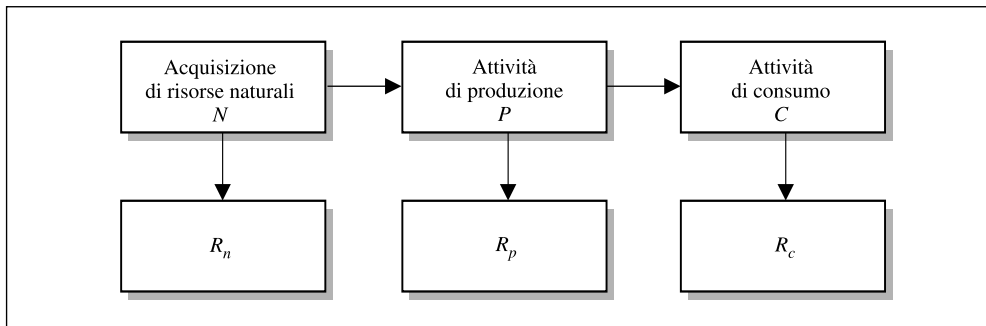 Acquisizione
di risorse naturali
N
Attività
di produzione
P
Attività
di consumo
C
Rn
Rp
Rc